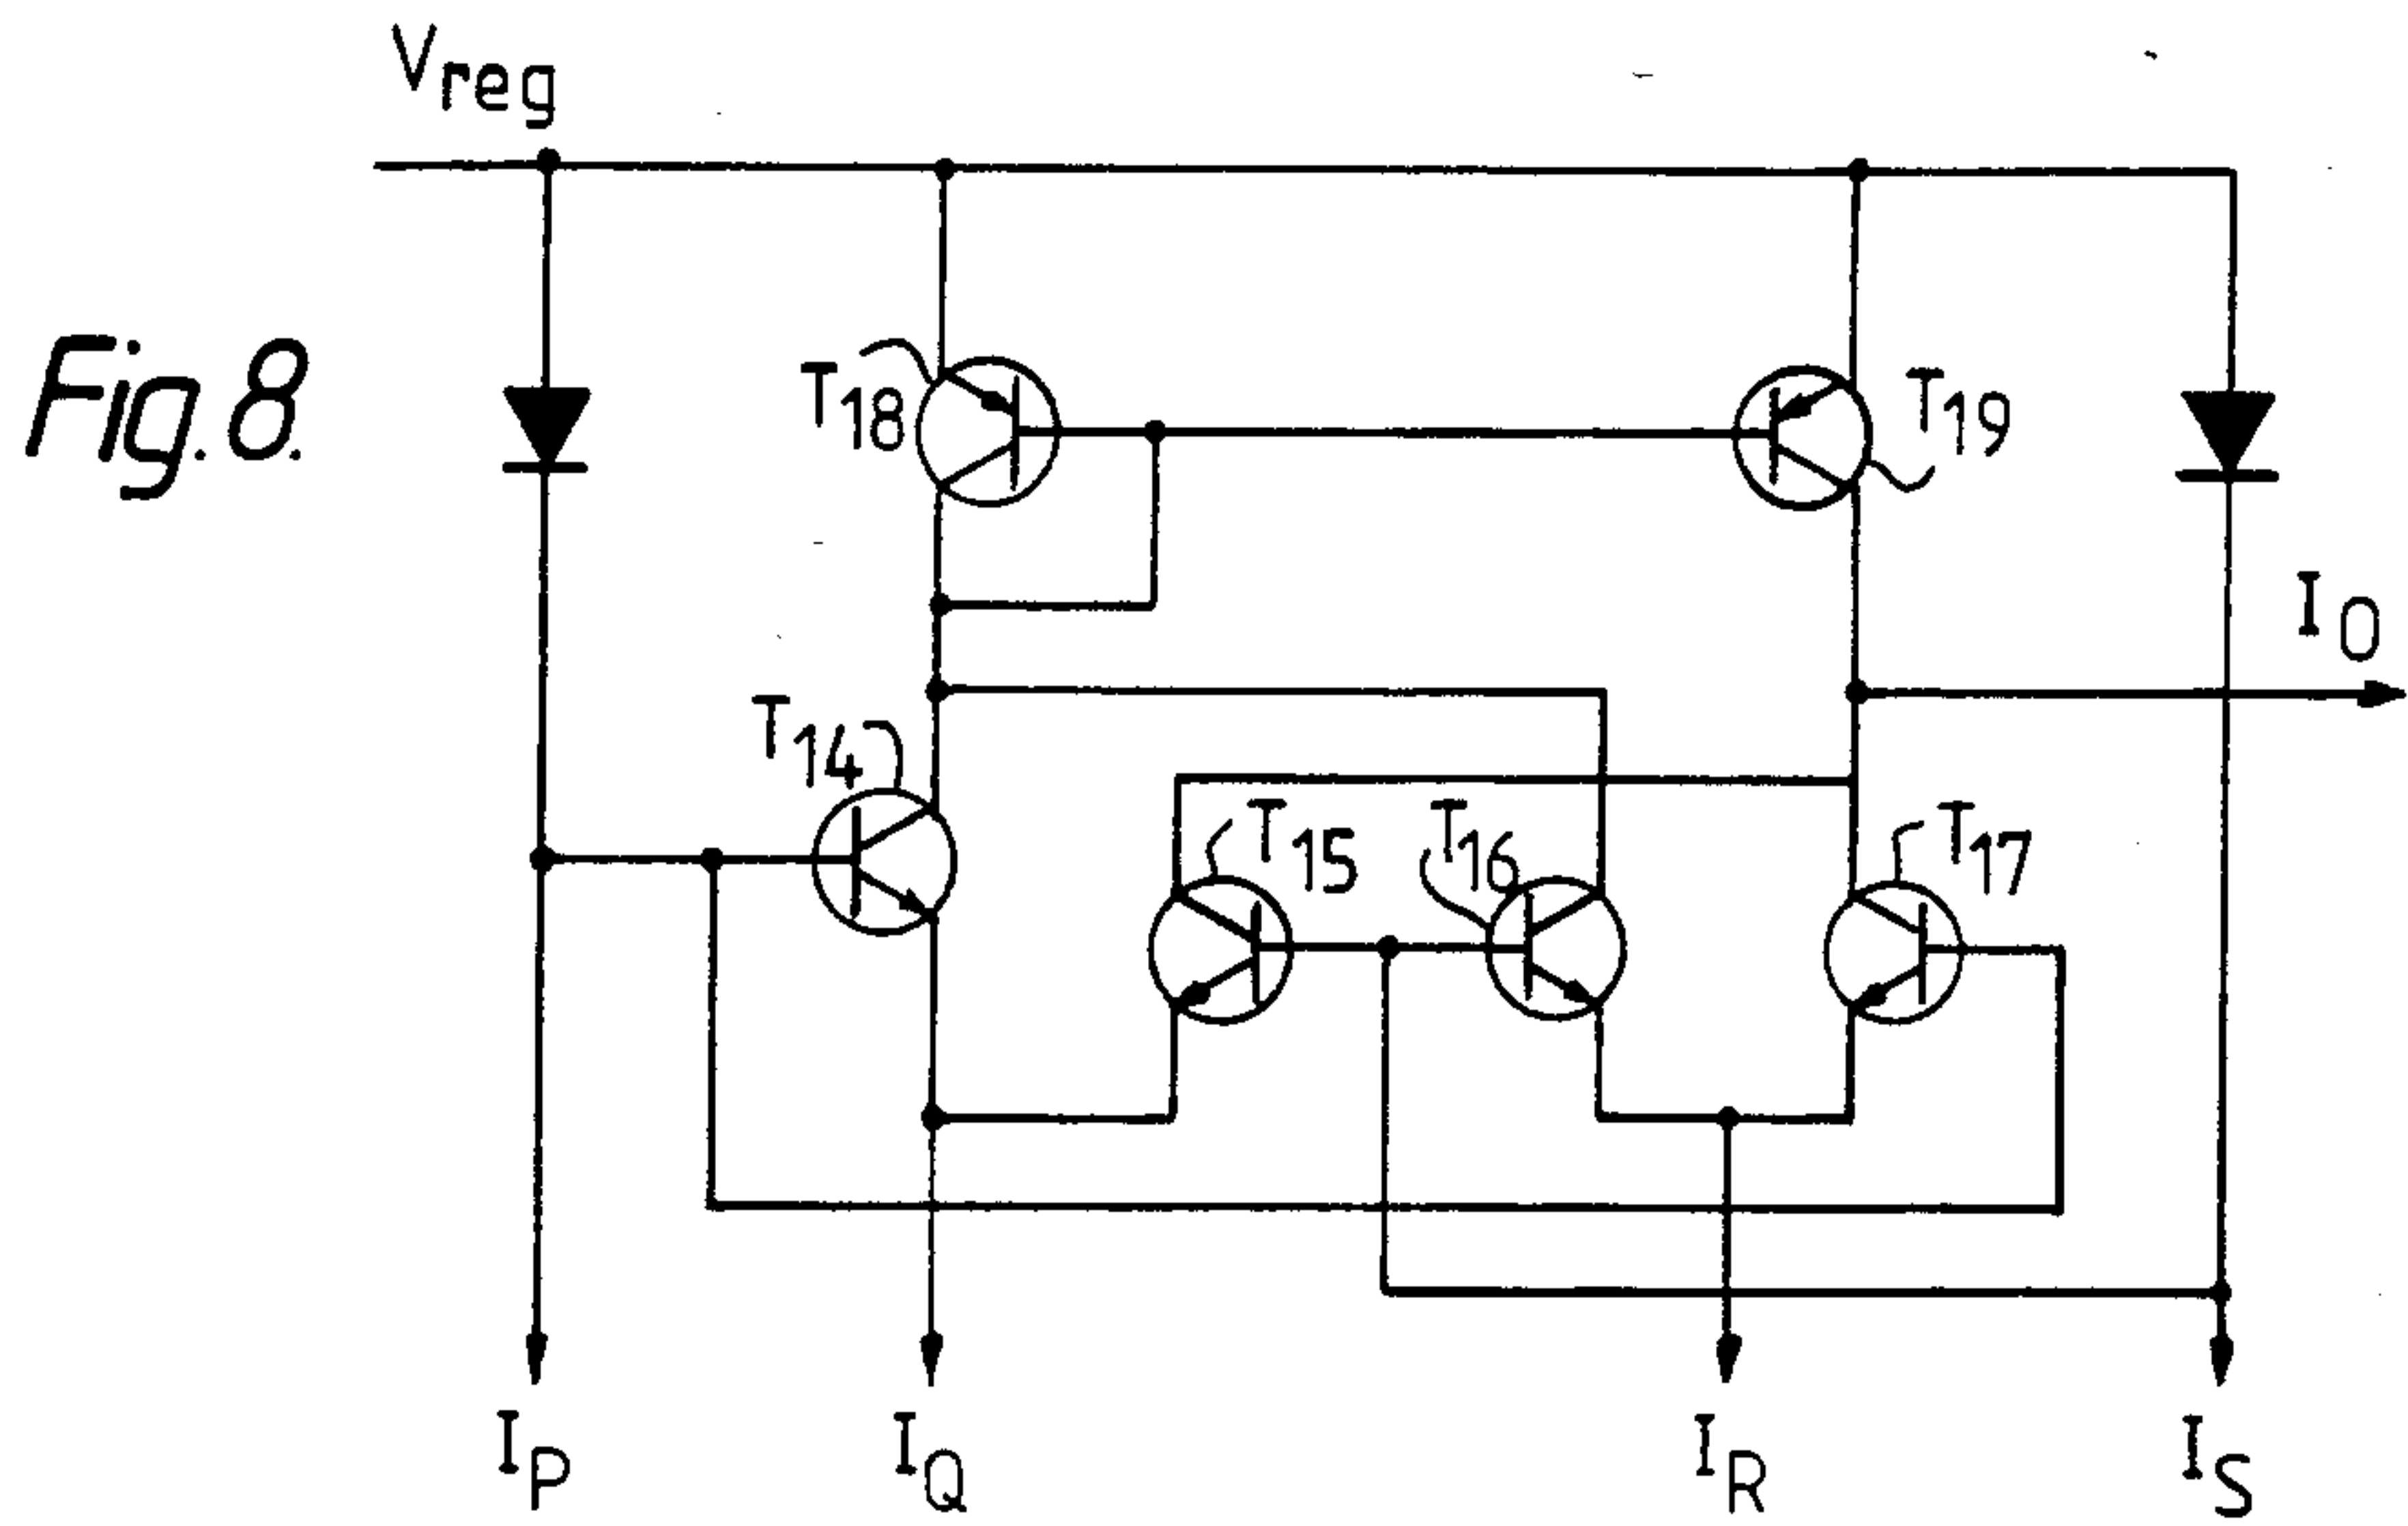 Vreg
Fig. 8.
T18
T19
IO
T14
T15
T16
T17
IP
IQ
IR
IS